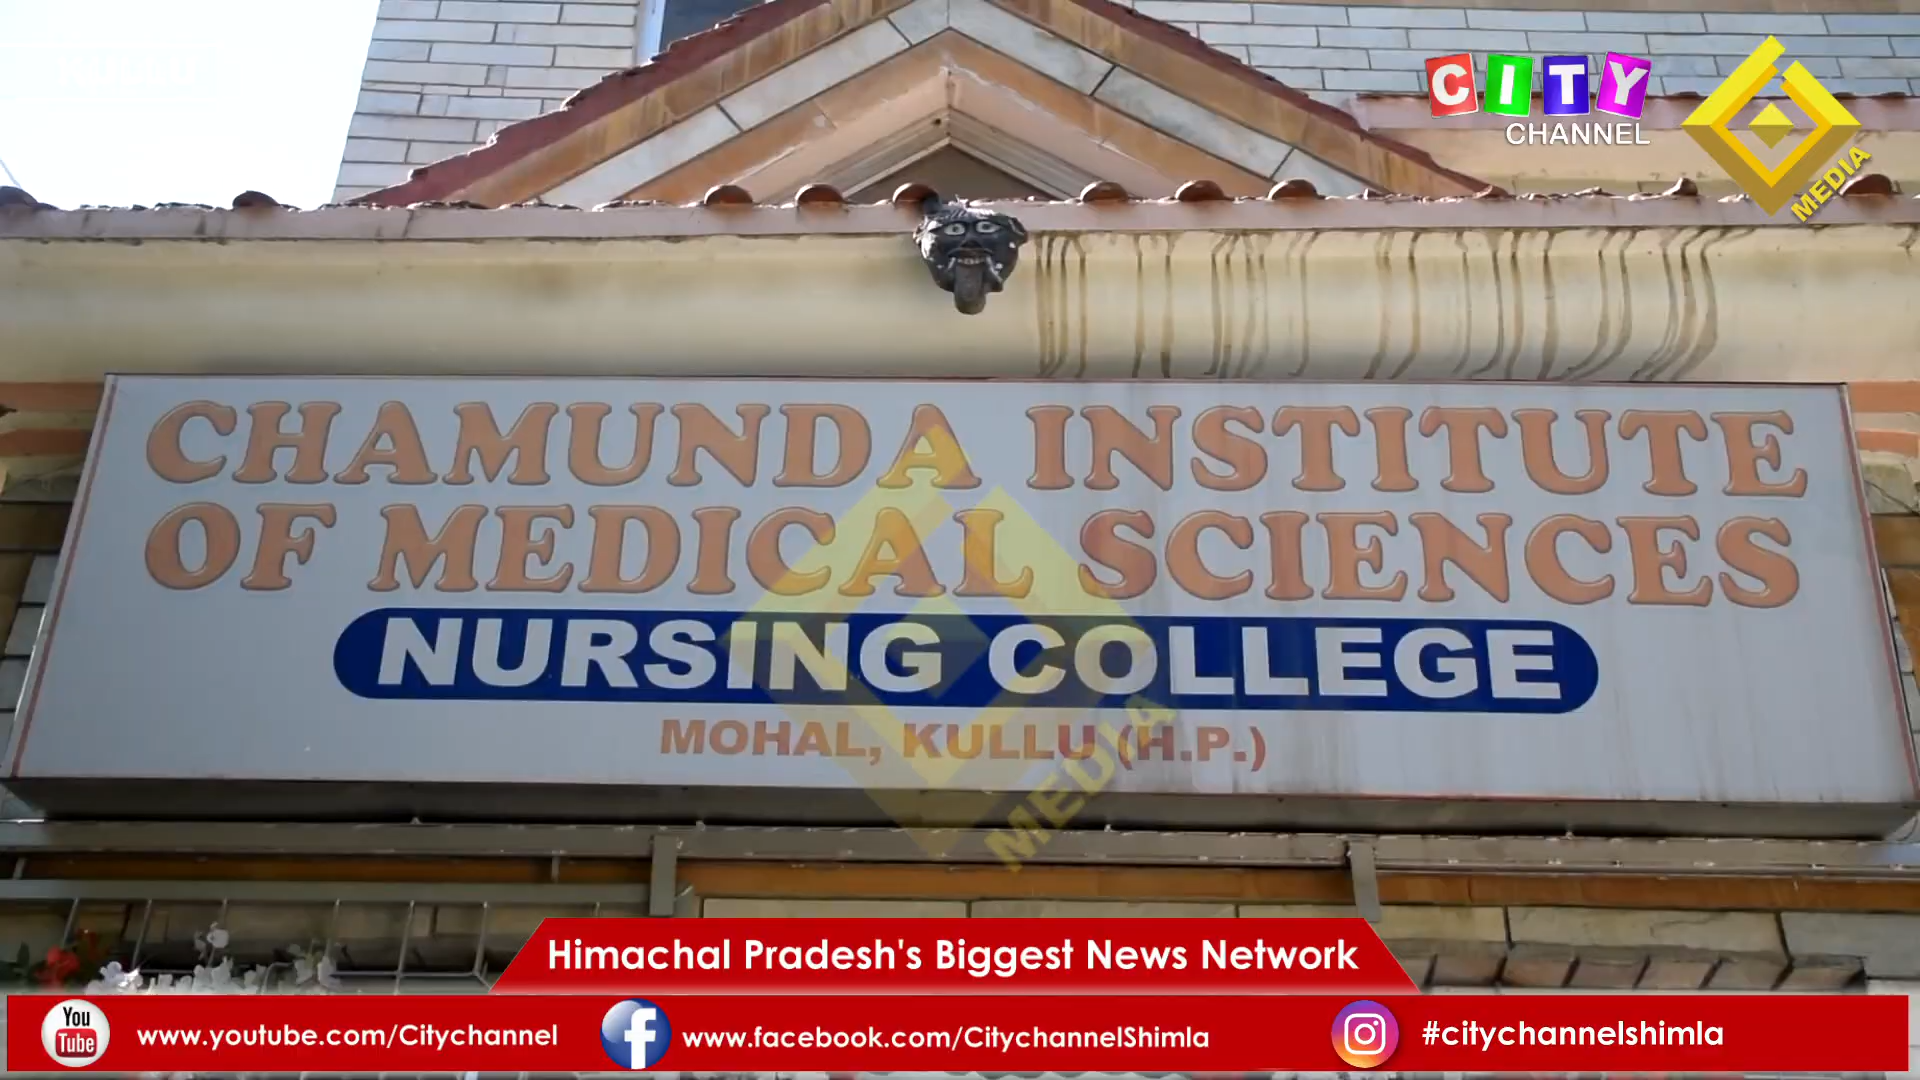 CITY
CHANNEL
MEDIA
CHAMUNDA INSTITUTE
OF MEDICAL SCIENCES
NURSING COLLEGE
MOHAL, KULLU (H.P.)
MEDIA
Himachal Pradesh's Biggest News Network
You
Tube
www.youtube.com/Citychannel
www.facebook.com/CitychannelShimla
#citychannelshimla